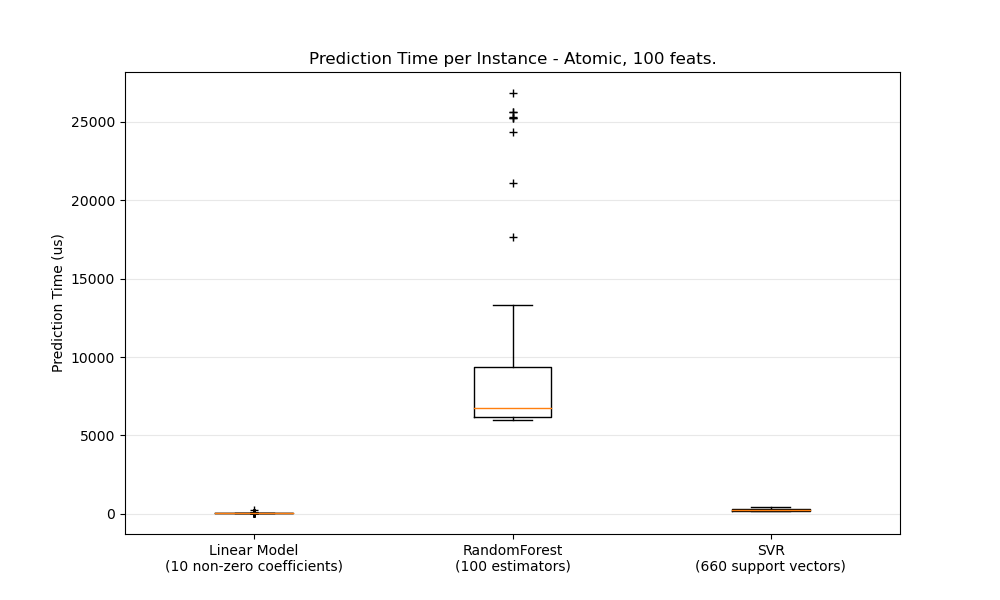 Prediction Time per Instance - Atomic, 100 feats.
Prediction Time (us)
25000
20000
15000
10000
5000
0
Linear Model
(10 non-zero coefficients)
RandomForest
(100 estimators)
SVR
(660 support vectors)